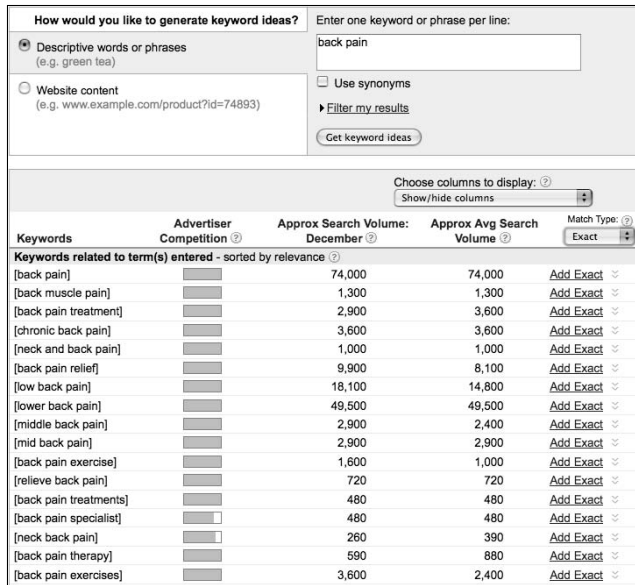 How would you like to generate keyword ideas?
Descriptive words or phrases
(e.g. green tea)
Website content
(e.g. www.example.com/product?id=74893)
Enter one keyword or phrase per line:
back pain
Use synonyms
Filter my results
Get keyword ideas
Choose columns to display: ?
Show/hide columns
Keywords Advertiser Competition ? Approx Search Volume: December ? Approx Avg Search Volume ? Match Type: ? Exact
Keywords related to term(s) entered - sorted by relevance ?
[back pain] 74,000 74,000 Add Exact
[back muscle pain] 1,300 1,300 Add Exact
[back pain treatment] 2,900 3,600 Add Exact
[chronic back pain] 3,600 3,600 Add Exact
[neck and back pain] 1,000 1,000 Add Exact
[back pain relief] 9,900 8,100 Add Exact
[low back pain] 18,100 14,800 Add Exact
[lower back pain] 49,500 49,500 Add Exact
[middle back pain] 2,900 2,400 Add Exact
[mid back pain] 2,900 2,900 Add Exact
[back pain exercise] 1,600 1,000 Add Exact
[relieve back pain] 720 720 Add Exact
[back pain treatments] 480 480 Add Exact
[back pain specialist] 480 480 Add Exact
[neck back pain] 260 390 Add Exact
[back pain therapy] 590 880 Add Exact
[back pain exercises] 3,600 2,400 Add Exact